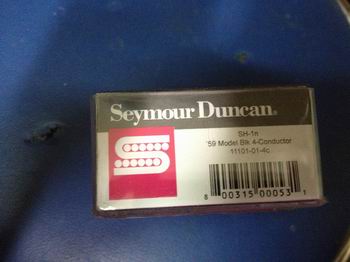 Seymour Duncan®
SH-1n
'59 Model Blk 4-Conductor
11101-01-4c
8 00315 00053 1